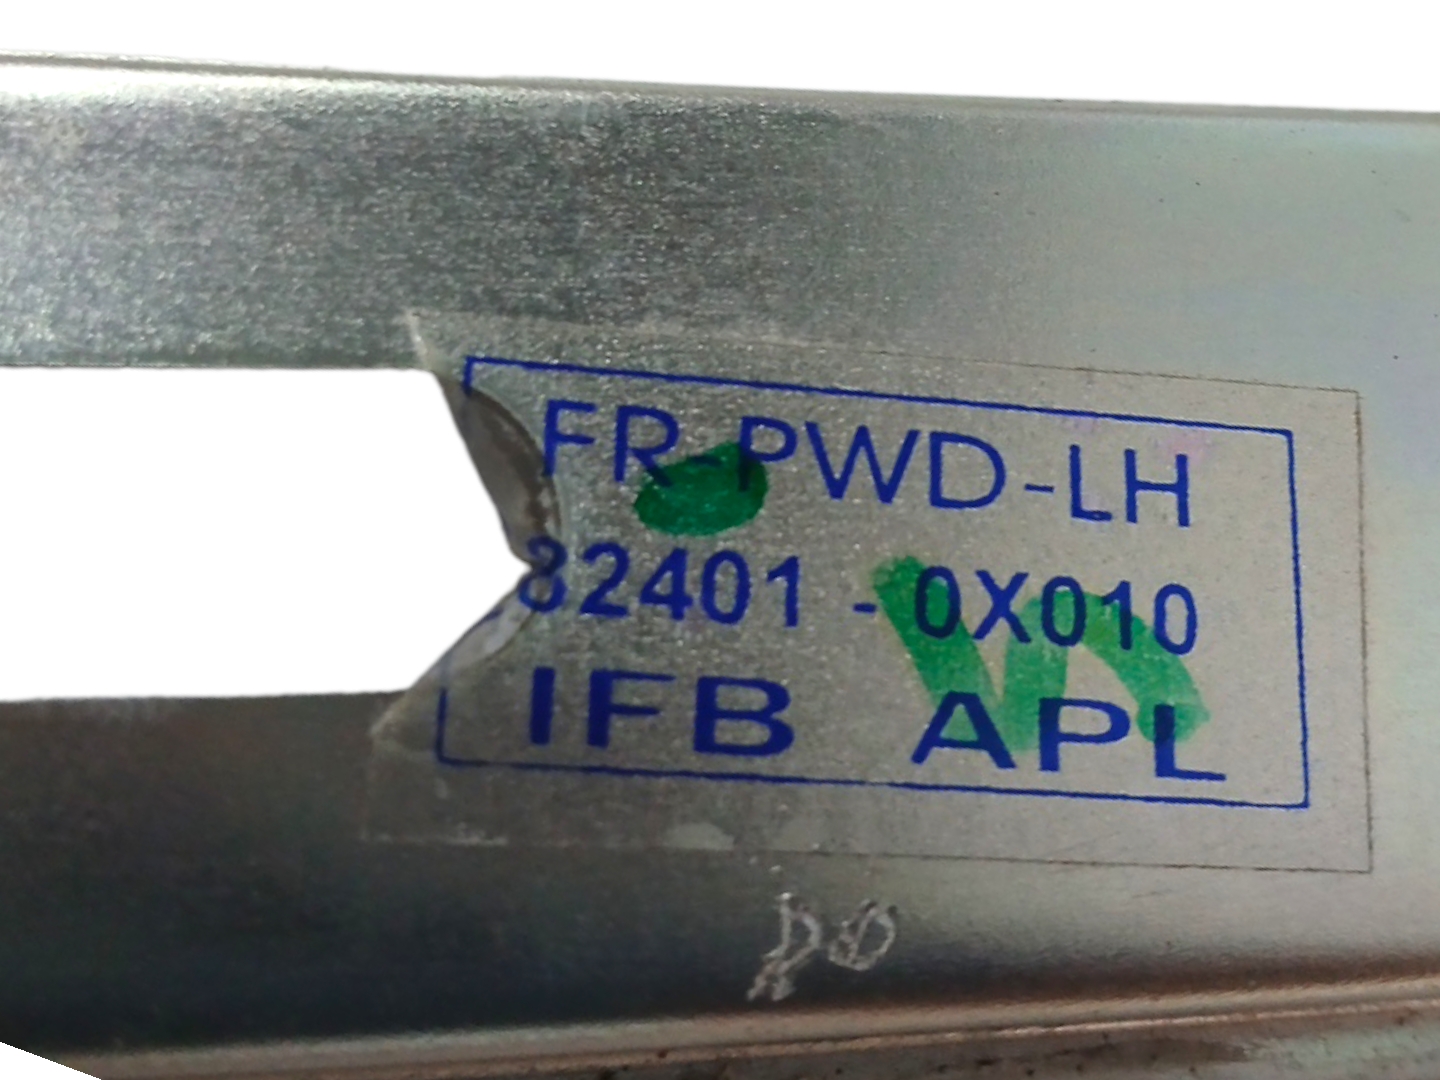 FR-PWD-LH
82401 - 0X010
IFB APL